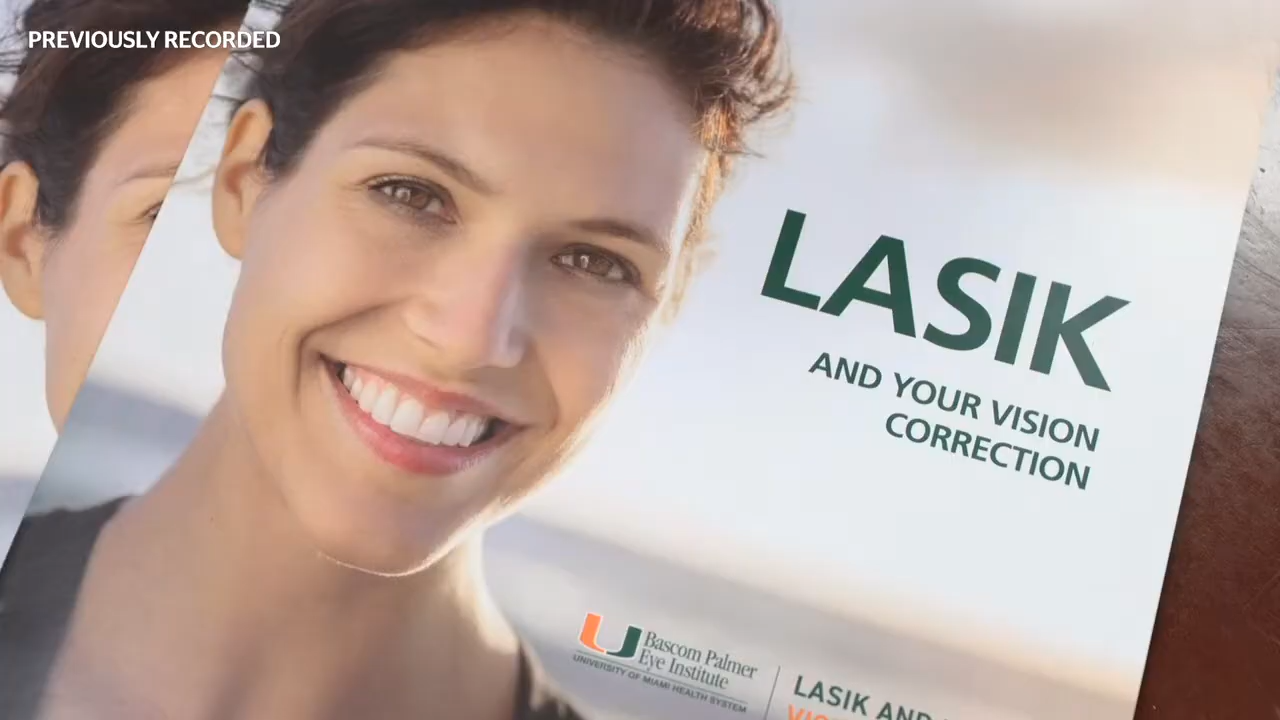 PREVIOUSLY RECORDED
LASIK
AND YOUR VISION
CORRECTION
Bascom Palmer
Eye Institute
UNIVERSITY OF MIAMI HEALTH SYSTEM
LASIK AND